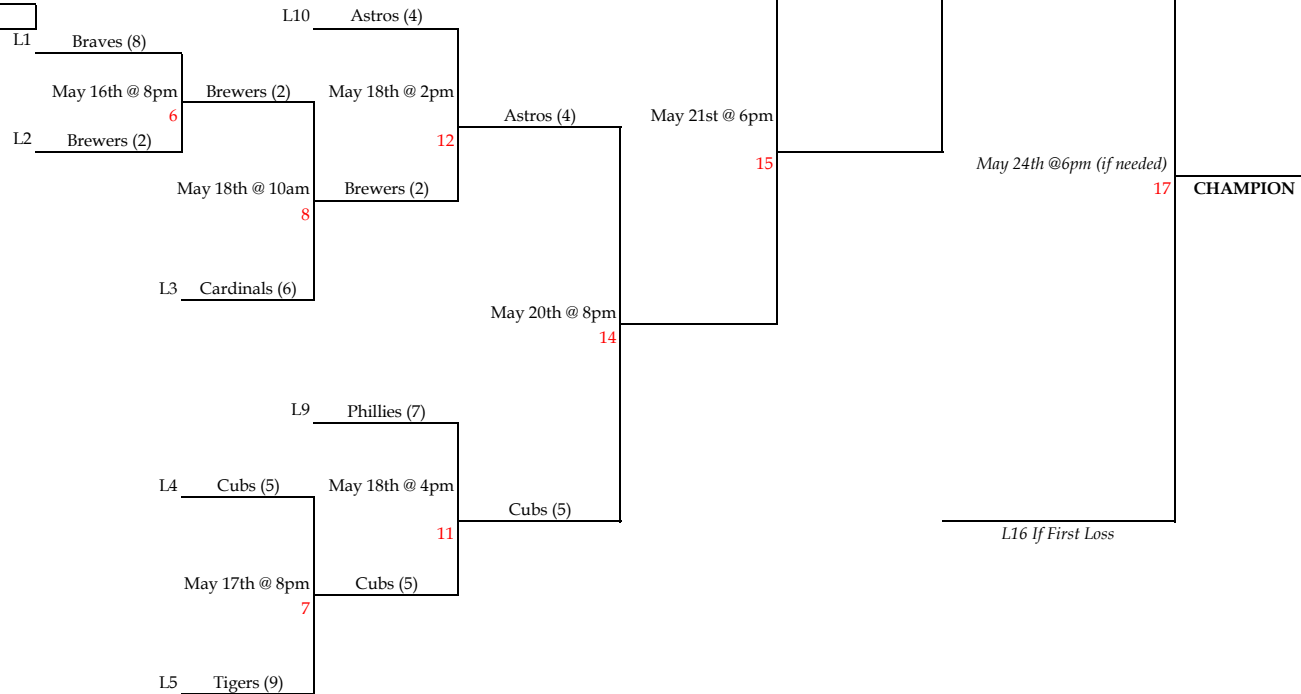 L10 Astros (4)
L1 Braves (8)
May 16th @ 8pm Brewers (2) May 18th @ 2pm
6
Astros (4) May 21st @ 6pm
L2 Brewers (2) 12
15 May 24th @6pm (if needed)
May 18th @ 10am Brewers (2) 17 CHAMPION
8
L3 Cardinals (6)
May 20th @ 8pm
14
L9 Phillies (7)
L4 Cubs (5) May 18th @ 4pm
Cubs (5)
11 L16 If First Loss
May 17th @ 8pm Cubs (5)
7
L5 Tigers (9)